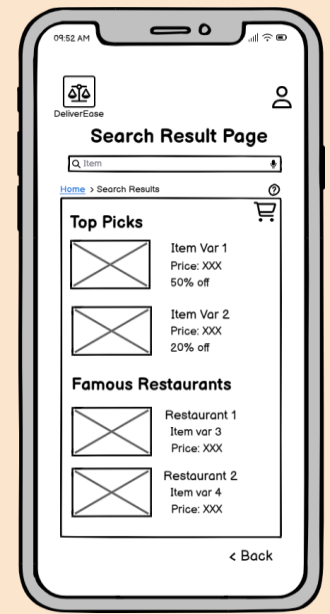 09:52 AM
DeliverEase
Search Result Page
Item
Home > Search Results
?
Top Picks
Item Var 1
Price: XXX
50% off
Item Var 2
Price: XXX
20% off
Famous Restaurants
Restaurant 1
Item var 3
Price: XXX
Restaurant 2
Item var 4
Price: XXX
< Back